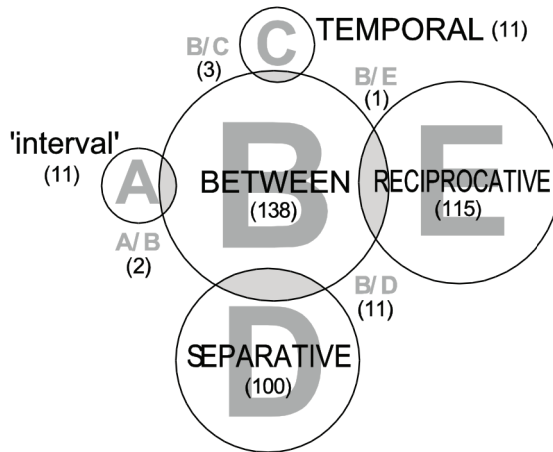 C
TEMPORAL (11)
B/C
(3)
B/E
(1)
'interval'
(11)
A
B
BETWEEN
(138)
E
RECIPROCATIVE
(115)
A/B
(2)
B/D
(11)
D
SEPARATIVE
(100)